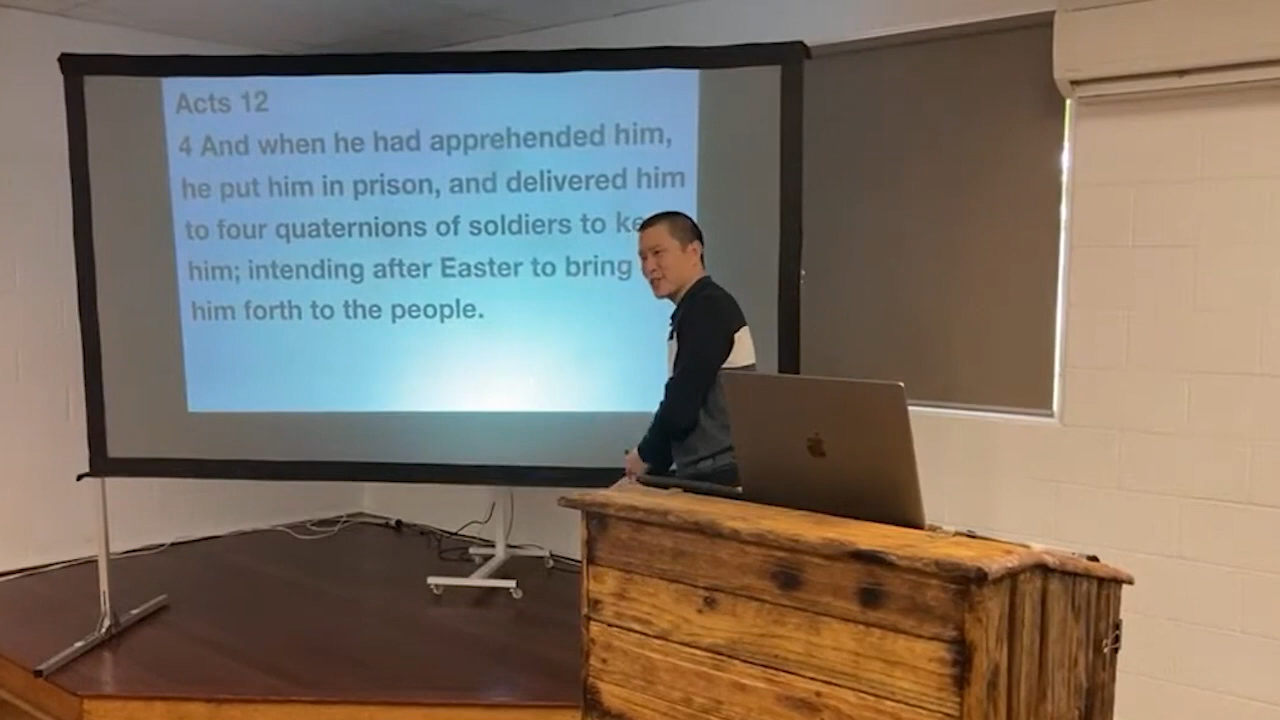 Acts 12
4 And when he had apprehended him,
he put him in prison, and delivered him
to four quaternions of soldiers to
him; intending after Easter to bring
him forth to the people.